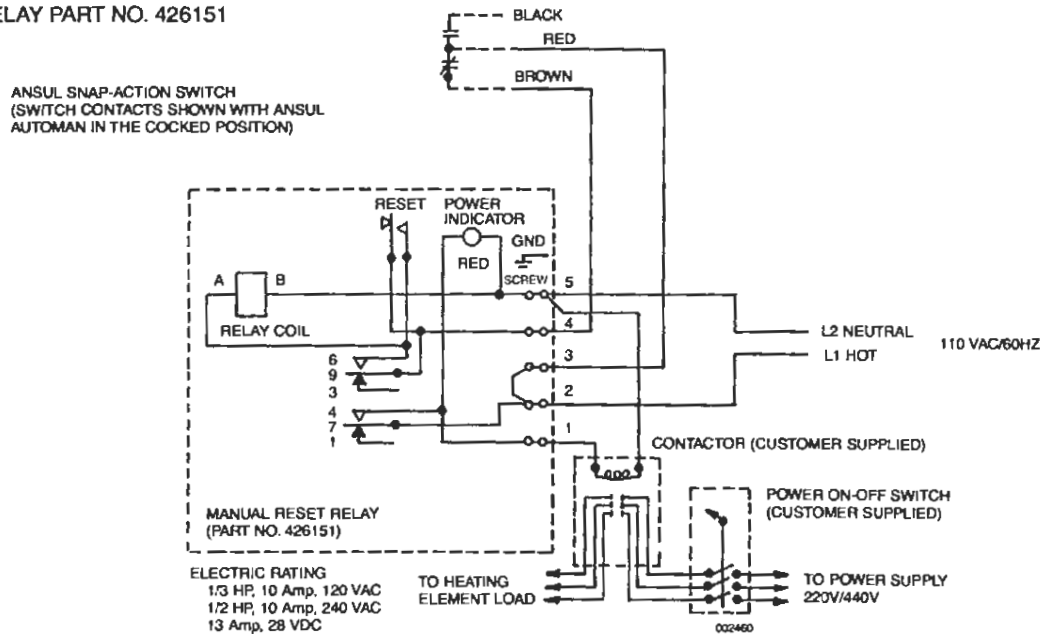 ELAY PART NO. 426151
BLACK
RED
BROWN
ANSUL SNAP-ACTION SWITCH
(SWITCH CONTACTS SHOWN WITH ANSUL
AUTOMAN IN THE COCKED POSITION)
RESET
POWER
INDICATOR
GND
RED
SCREW
5
A
B
RELAY COIL
4
L2 NEUTRAL
L1 HOT
110 VAC/60HZ
3
6
9
3
2
4
7
1
1
CONTACTOR (CUSTOMER SUPPLIED)
MANUAL RESET RELAY
(PART NO. 426151)
POWER ON-OFF SWITCH
(CUSTOMER SUPPLIED)
ELECTRIC RATING
1/3 HP, 10 Amp, 120 VAC
1/2 HP, 10 Amp, 240 VAC
13 Amp, 28 VDC
TO HEATING
ELEMENT LOAD
TO POWER SUPPLY
220V/440V
002460